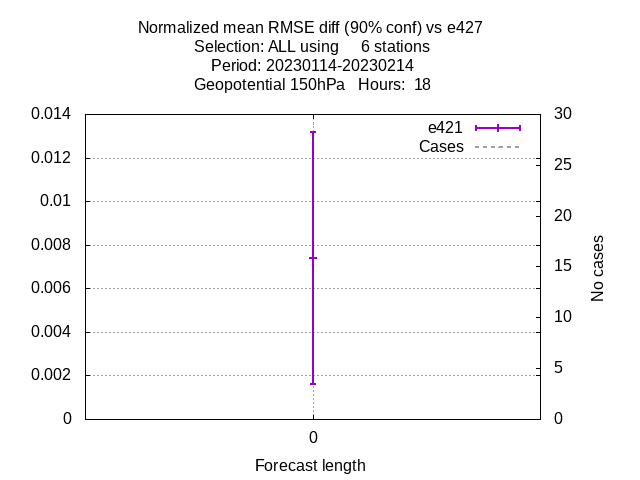 Normalized mean RMSE diff (90% conf) vs e427
Selection: ALL using     6 stations
Period: 20230114-20230214
Geopotential 150hPa   Hours:  18
0.014
0.012
0.01
0.008
0.006
0.004
0.002
0
30
25
20
15
10
5
0
e421
Cases
No cases
0
Forecast length